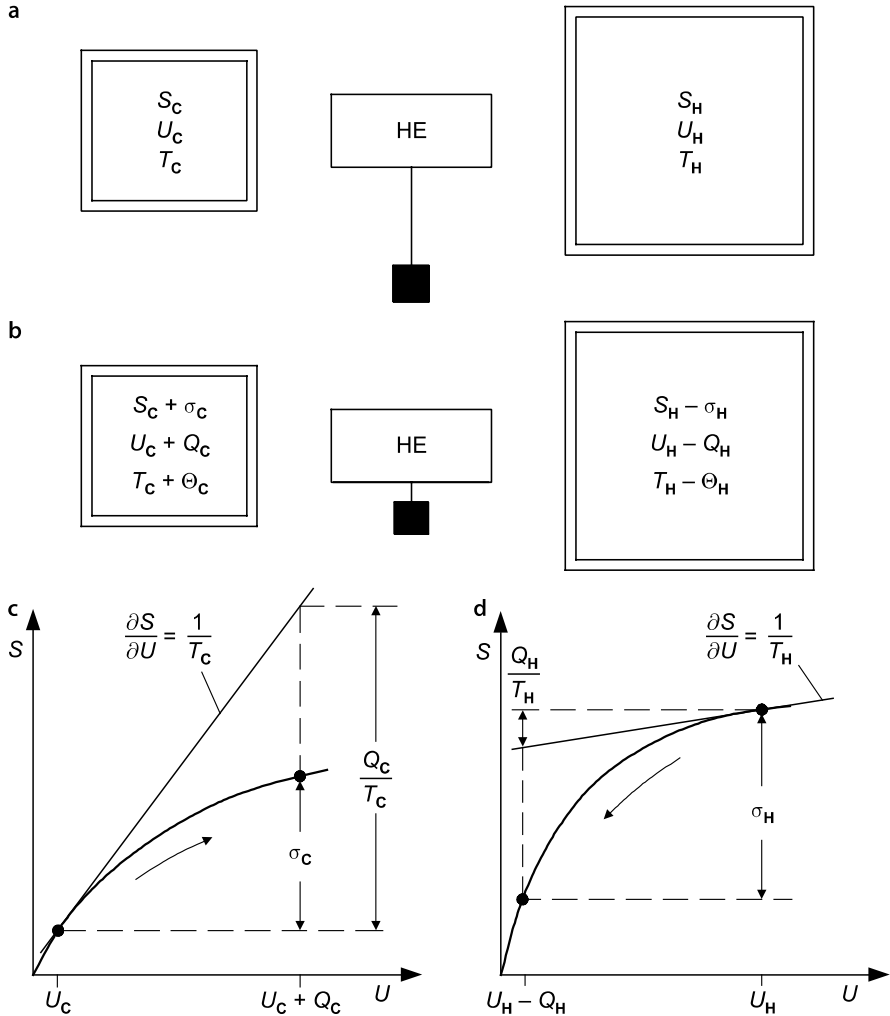 a
S_C
U_C
T_C
HE
S_H
U_H
T_H
b
S_C + σ_C
U_C + Q_C
T_C + Θ_C
HE
S_H – σ_H
U_H – Q_H
T_H – Θ_H
c
S
∂S/∂U = 1/T_C
Q_C/T_C
σ_C
U_C
U_C + Q_C
U
d
S
Q_H/T_H
∂S/∂U = 1/T_H
σ_H
U_H – Q_H
U_H
U